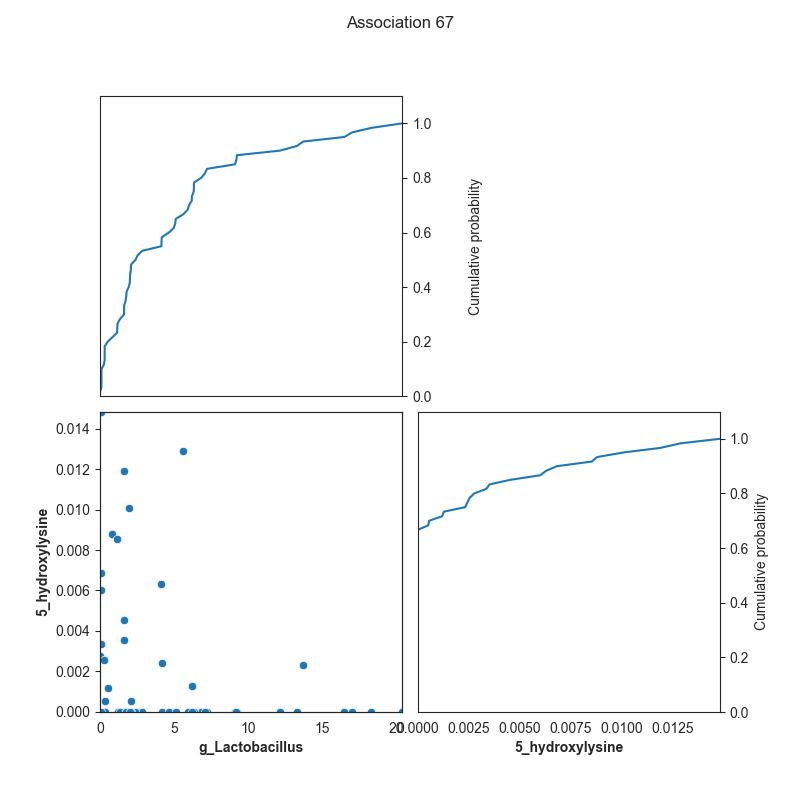 Association 67
1.0
0.8
0.6
0.4
0.2
0.0
Cumulative probability
0.014
0.012
0.010
0.008
0.006
0.004
0.002
0.000
5_hydroxylysine
0 5 10 15 20
g_Lactobacillus
1.0
0.8
0.6
0.4
0.2
0.0
Cumulative probability
0.0000 0.0025 0.0050 0.0075 0.0100 0.0125
5_hydroxylysine